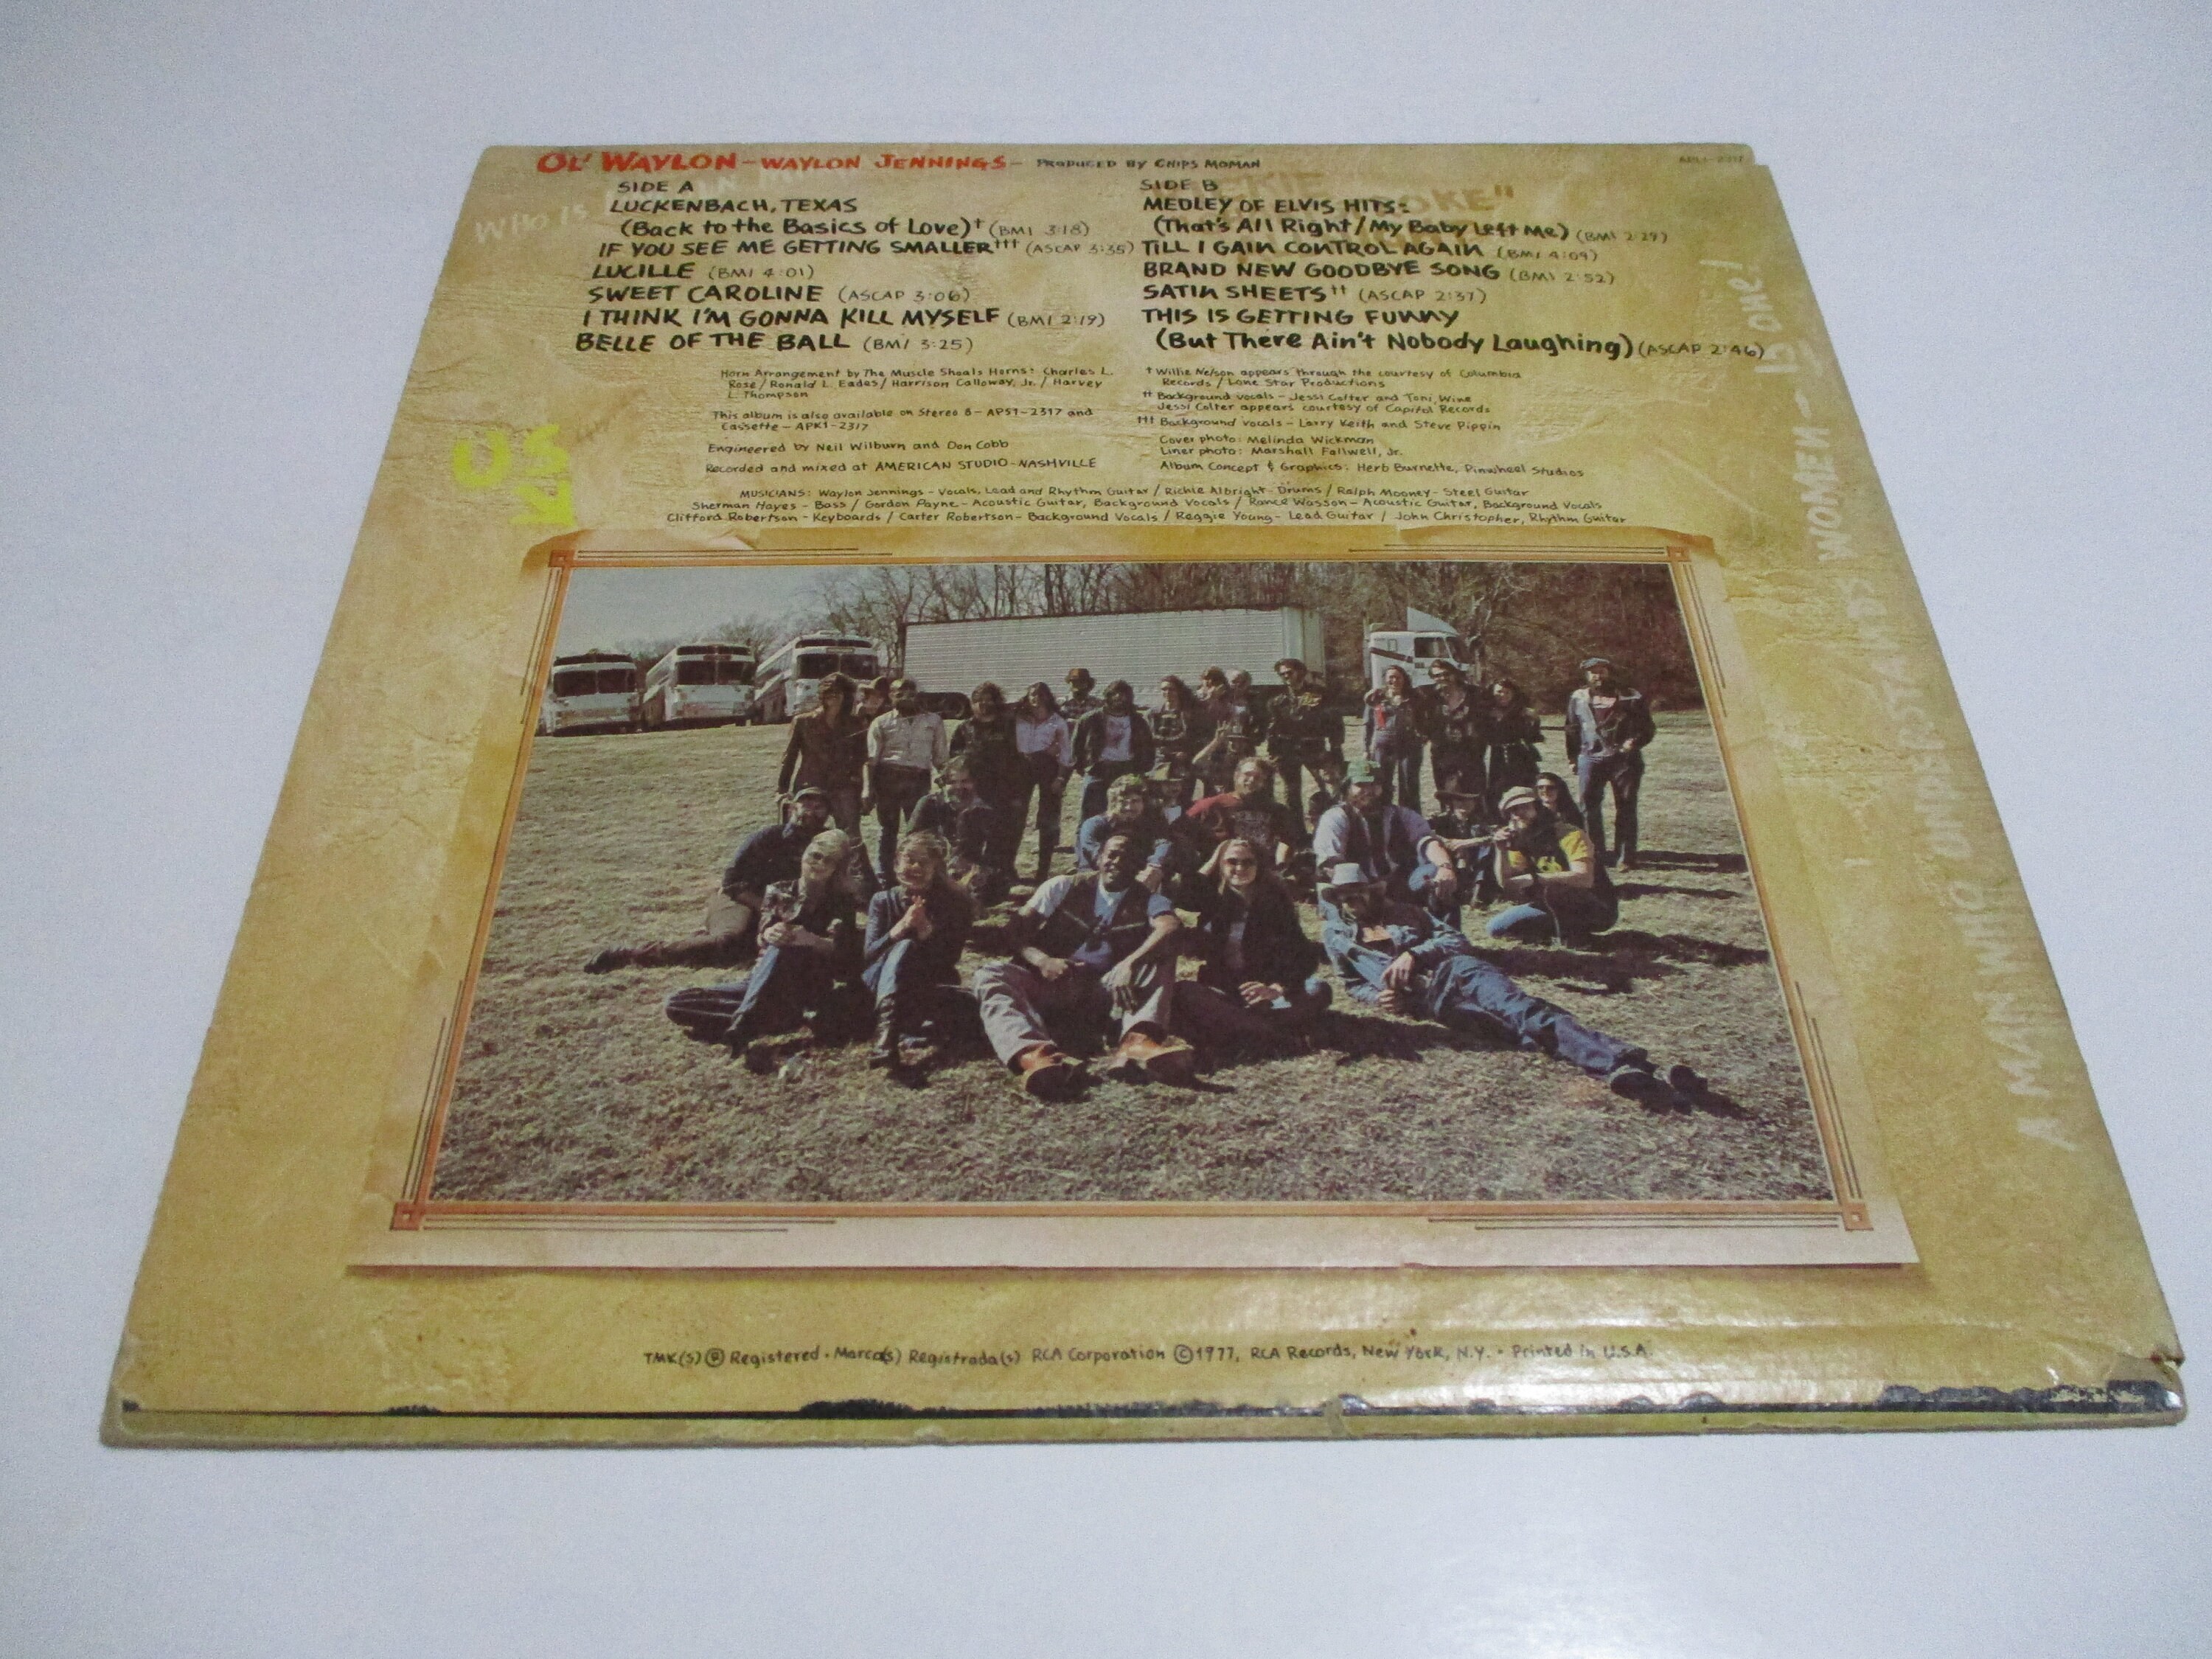 OL' WAYLON - WAYLON JENNINGS - PRODUCED BY CHIPS MOMAN
SIDE A
LUCKENBACH, TEXAS
(Back to the Basics of Love)† (BMI 3:18)
IF YOU SEE ME GETTING SMALLER††† (ASCAP 3:35)
LUCILLE (BMI 4:01)
SWEET CAROLINE (ASCAP 3:06)
I THINK I'M GONNA KILL MYSELF (BMI 2:19)
BELLE OF THE BALL (BMI 3:25)
SIDE B
MEDLEY OF ELVIS HITS:
(That's All Right/My Baby Left Me) (BMI 2:29)
TILL I GAIN CONTROL AGAIN (BMI 4:09)
BRAND NEW GOODBYE SONG (BMI 2:52)
SATIN SHEETS†† (ASCAP 2:37)
THIS IS GETTING FUNNY
(But There Ain't Nobody Laughing) (ASCAP 2:46)
Horn Arrangement by The Muscle Shoals Horns: Charles L.
Rose / Ronald L. Eades / Harrison Calloway, Jr. / Harvey
L. Thompson
This album is also available on Stereo 8 - APS1-2317 and
Cassette - APK1-2317
Engineered by Neil Wilburn and Don Cobb
Recorded and mixed at AMERICAN STUDIO-NASHVILLE
† Willie Nelson appears through the courtesy of Columbia
Records / Lone Star Productions
†† Background vocals - Jessi Colter and Toni Wine
Jessi Colter appears courtesy of Capitol Records
††† Background vocals - Larry Keith and Steve Pippin
Cover photo: Melinda Wickman
Liner photo: Marshall Fallwell, Jr.
Album Concept & Graphics: Herb Burnette, Pinwheel Studios
MUSICIANS: Waylon Jennings - Vocals, Lead and Rhythm Guitar / Richie Albright - Drums / Ralph Mooney - Steel Guitar
Sherman Hayes - Bass / Gordon Payne - Acoustic Guitar, Background Vocals / Rance Wasson - Acoustic Guitar, Background Vocals
Clifford Robertson - Keyboards / Carter Robertson - Background Vocals / Reggie Young - Lead Guitar / John Christopher, Rhythm Guitar
WHO IS
US
A MAN WHO UNDERSTANDS WOMEN - IS ONE!
TMK(s) ® Registered • Marca(s) Registrada(s) RCA Corporation ©1977, RCA Records, New York, N.Y. • Printed in U.S.A.